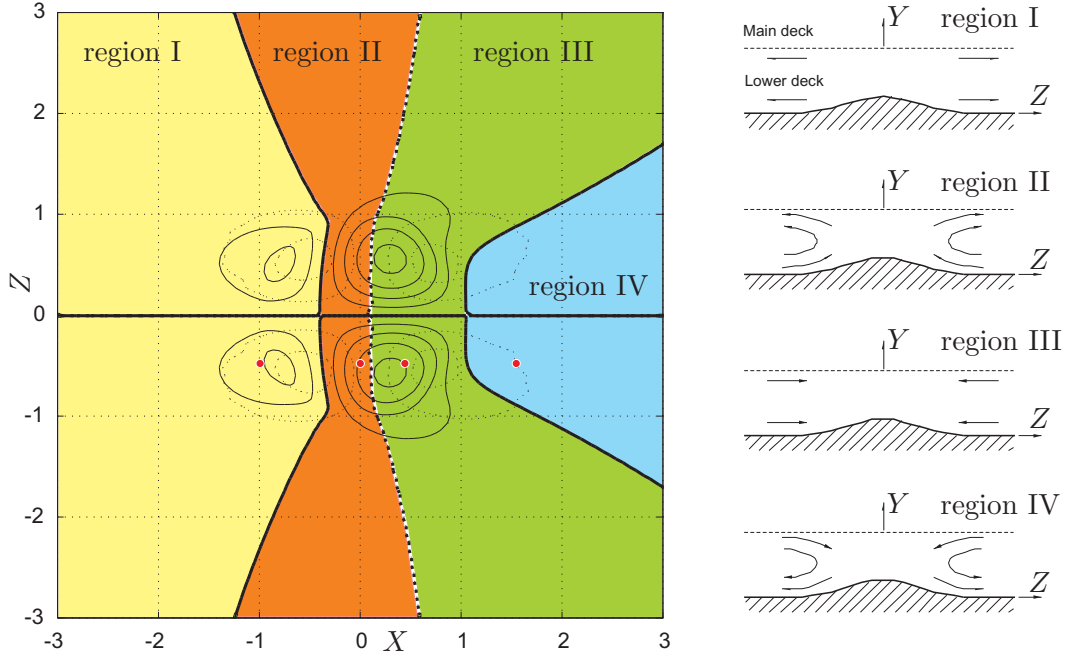 3
2
1
0
-1
-2
-3
Z
-3
-2
-1
0
1
2
3
X
region I
region II
region III
region IV
Y region I
Main deck
Lower deck
Z
Y region II
Z
Y region III
Z
Y region IV
Z